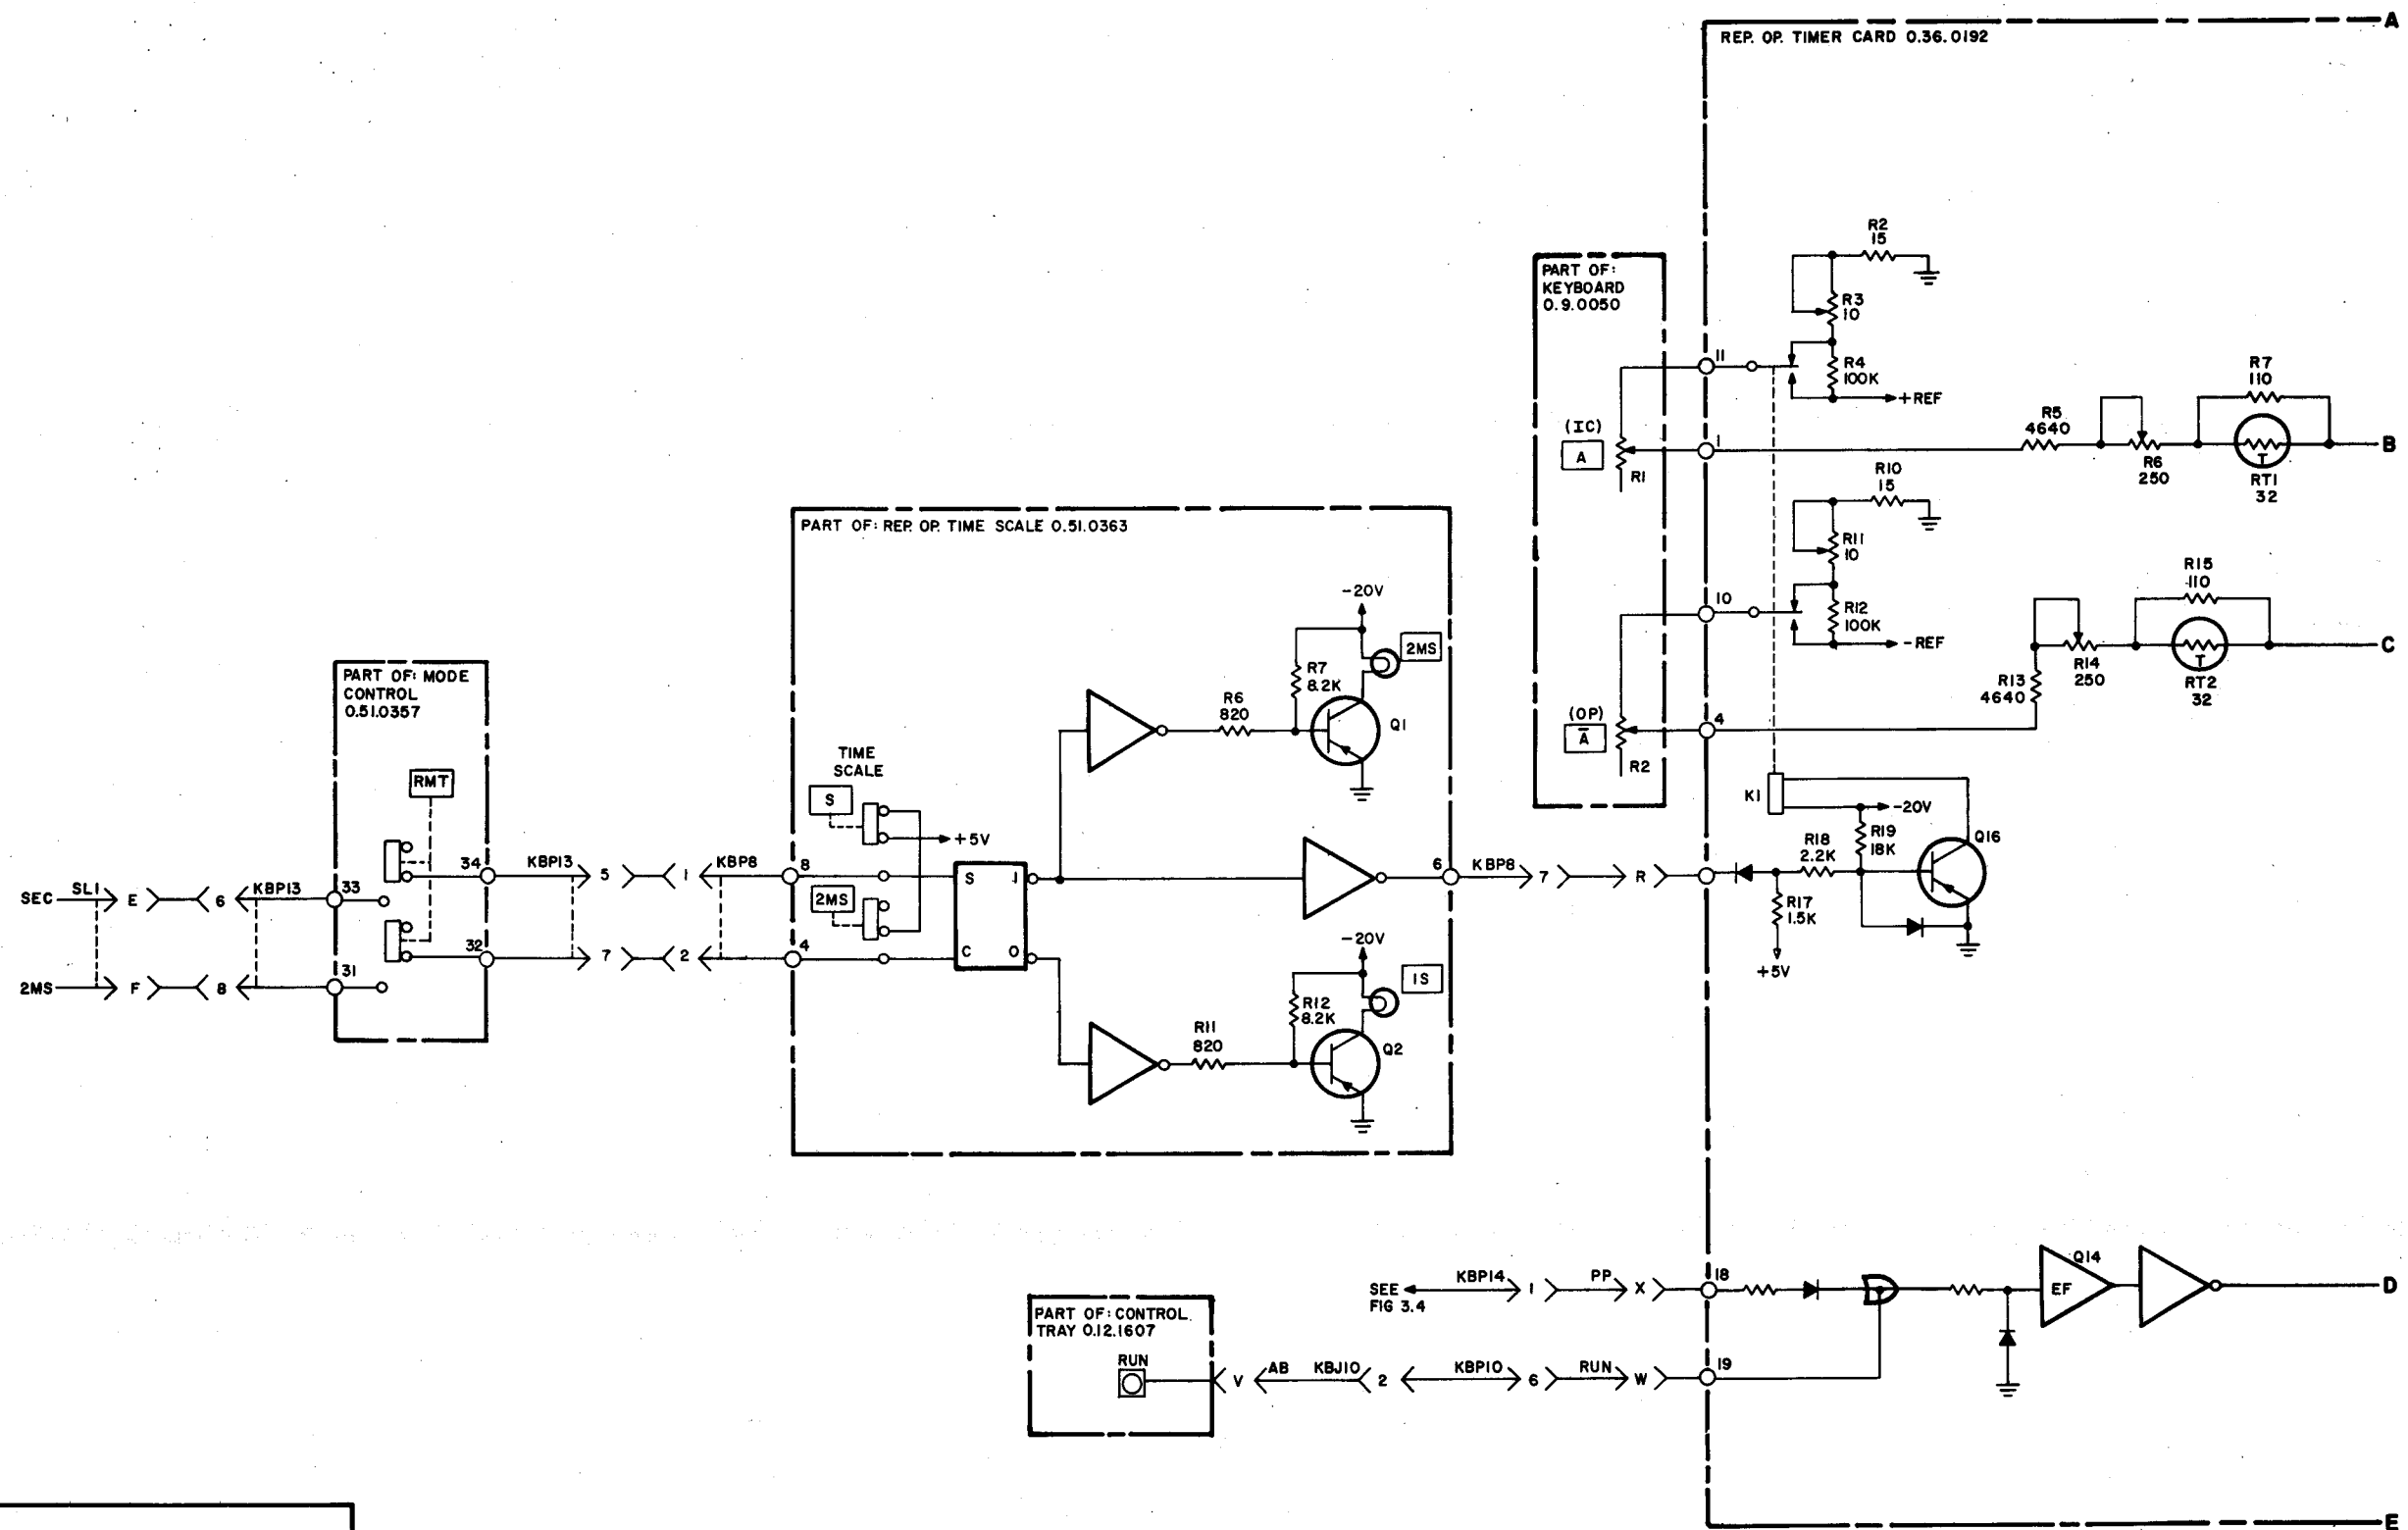 A
REP. OP. TIMER CARD 0.36.0192
R2
15
PART OF:
KEYBOARD
0.9.0050
R3
10
11
R4
100K
+REF
R7
110
R5
4640
(IC)
A
1
R1
B
R6
250
RT1
32
T
R10
15
PART OF: REP. OP. TIME SCALE 0.51.0363
R11
10
R15
110
-20V
10
R12
100K
-REF
2MS
C
T
R14
250
RT2
32
PART OF: MODE
CONTROL
0.51.0357
R7
8.2K
R13
4640
R6
820
Q1
(OP)
A̅
4
R2
TIME
SCALE
RMT
S
K1
-20V
+5V
R19
18K
Q16
R18
2.2K
34
KBP13
5
1
KBP8
8
S
1
6
KBP8
7
R
SEC
SL1
E
6
KBP13
33
2MS
R17
1.5K
32
7
2
4
C
0
-20V
+5V
2MS
F
8
31
1S
R12
8.2K
R11
820
Q2
Q14
SEE
FIG 3.4
KBP14
1
PP
X
18
EF
D
PART OF: CONTROL
TRAY 0.12.1607
RUN
V
AB
KBJ10
2
KBP10
6
RUN
W
19
E